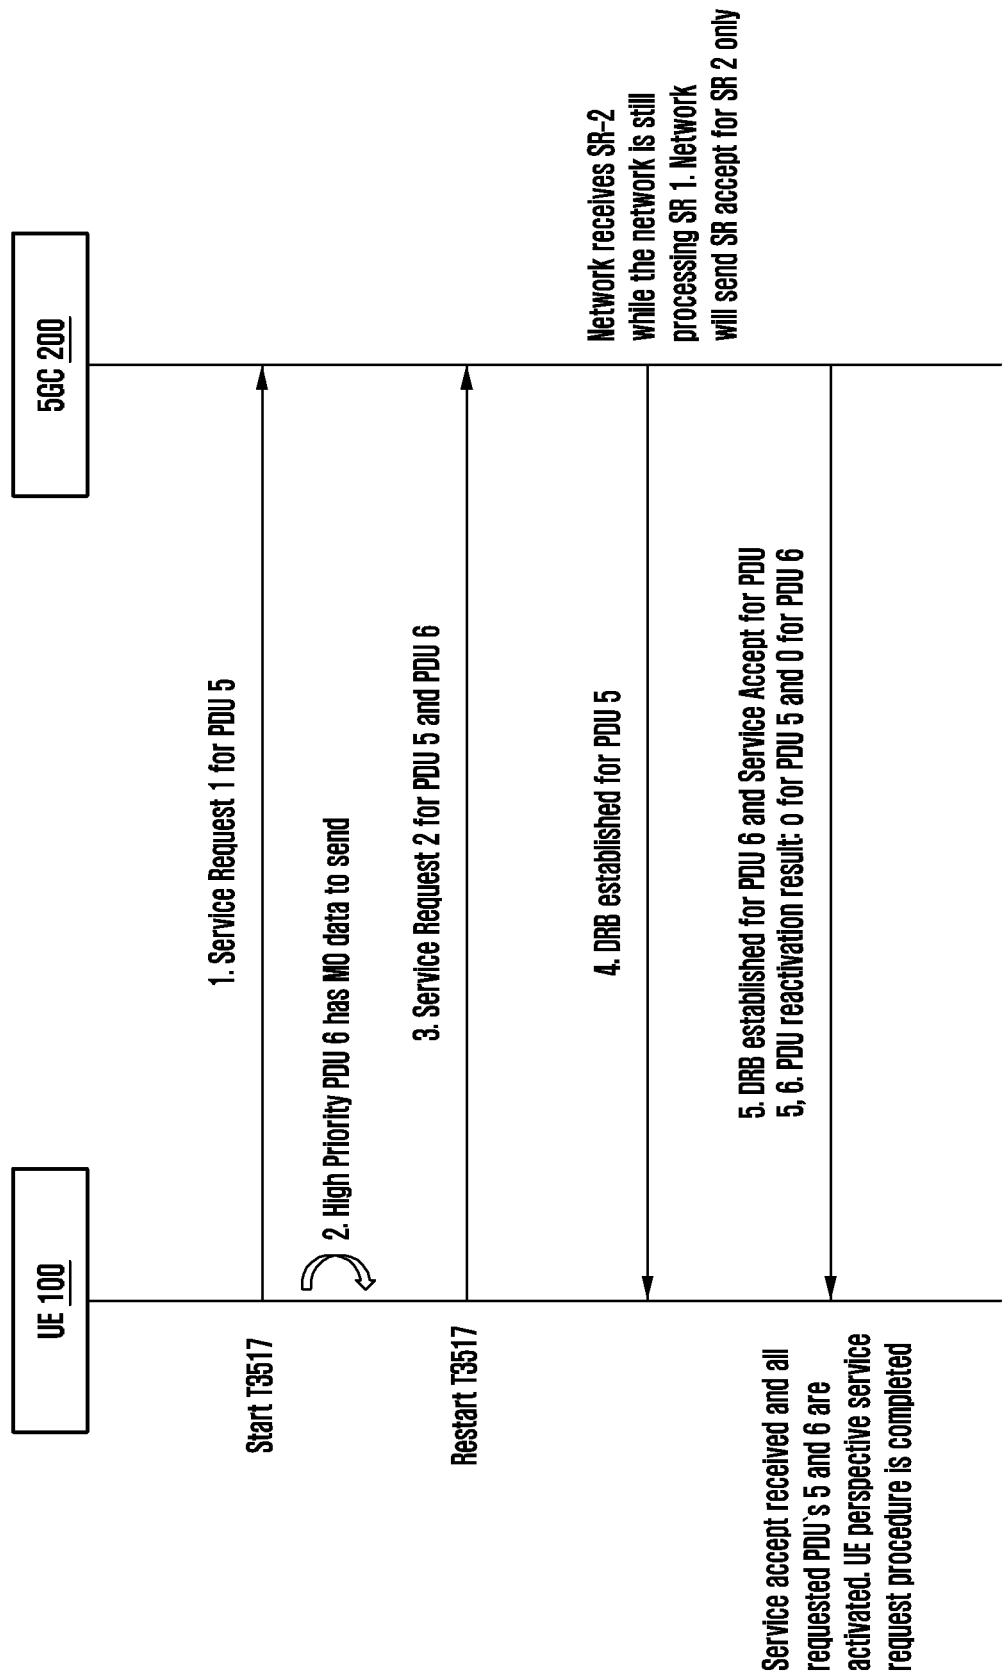 UE 100
5GC 200
Start T3517
1. Service Request 1 for PDU 5
2. High Priority PDU 6 has MO data to send
Restart T3517
3. Service Request 2 for PDU 5 and PDU 6
4. DRB established for PDU 5
Network receives SR-2
while the network is still
processing SR 1. Network
will send SR accept for SR 2 only
5. DRB established for PDU 6 and Service Accept for PDU
5, 6. PDU reactivation result: o for PDU 5 and 0 for PDU 6
Service accept received and all
requested PDU`s 5 and 6 are
activated. UE perspective service
request procedure is completed